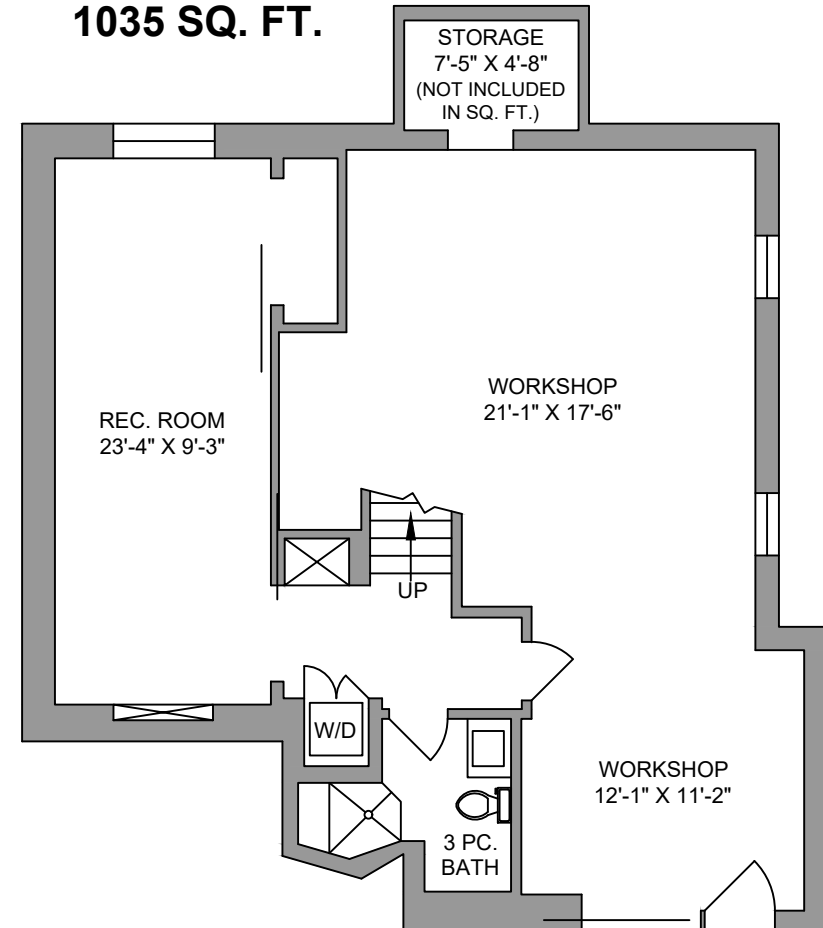 1035 SQ. FT.
STORAGE
7'-5" X 4'-8"
(NOT INCLUDED
IN SQ. FT.)
WORKSHOP
21'-1" X 17'-6"
REC. ROOM
23'-4" X 9'-3"
UP
W/D
WORKSHOP
12'-1" X 11'-2"
3 PC.
BATH